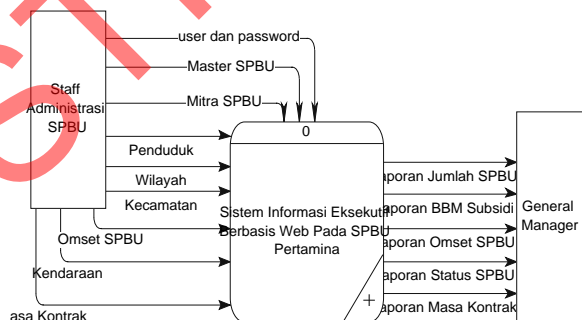 user dan password
Master SPBU
Mitra SPBU
Staff
Administrasi
SPBU
0
Penduduk
Wilayah
Kecamatan
Omset SPBU
Kendaraan
asa Kontrak
Sistem Informasi Eksekutif
Berbasis Web Pada SPBU
Pertamina
+
aporan Jumlah SPBU
aporan BBM Subsidi
aporan Omset SPBU
aporan Status SPBU
aporan Masa Kontrak
General
Manager